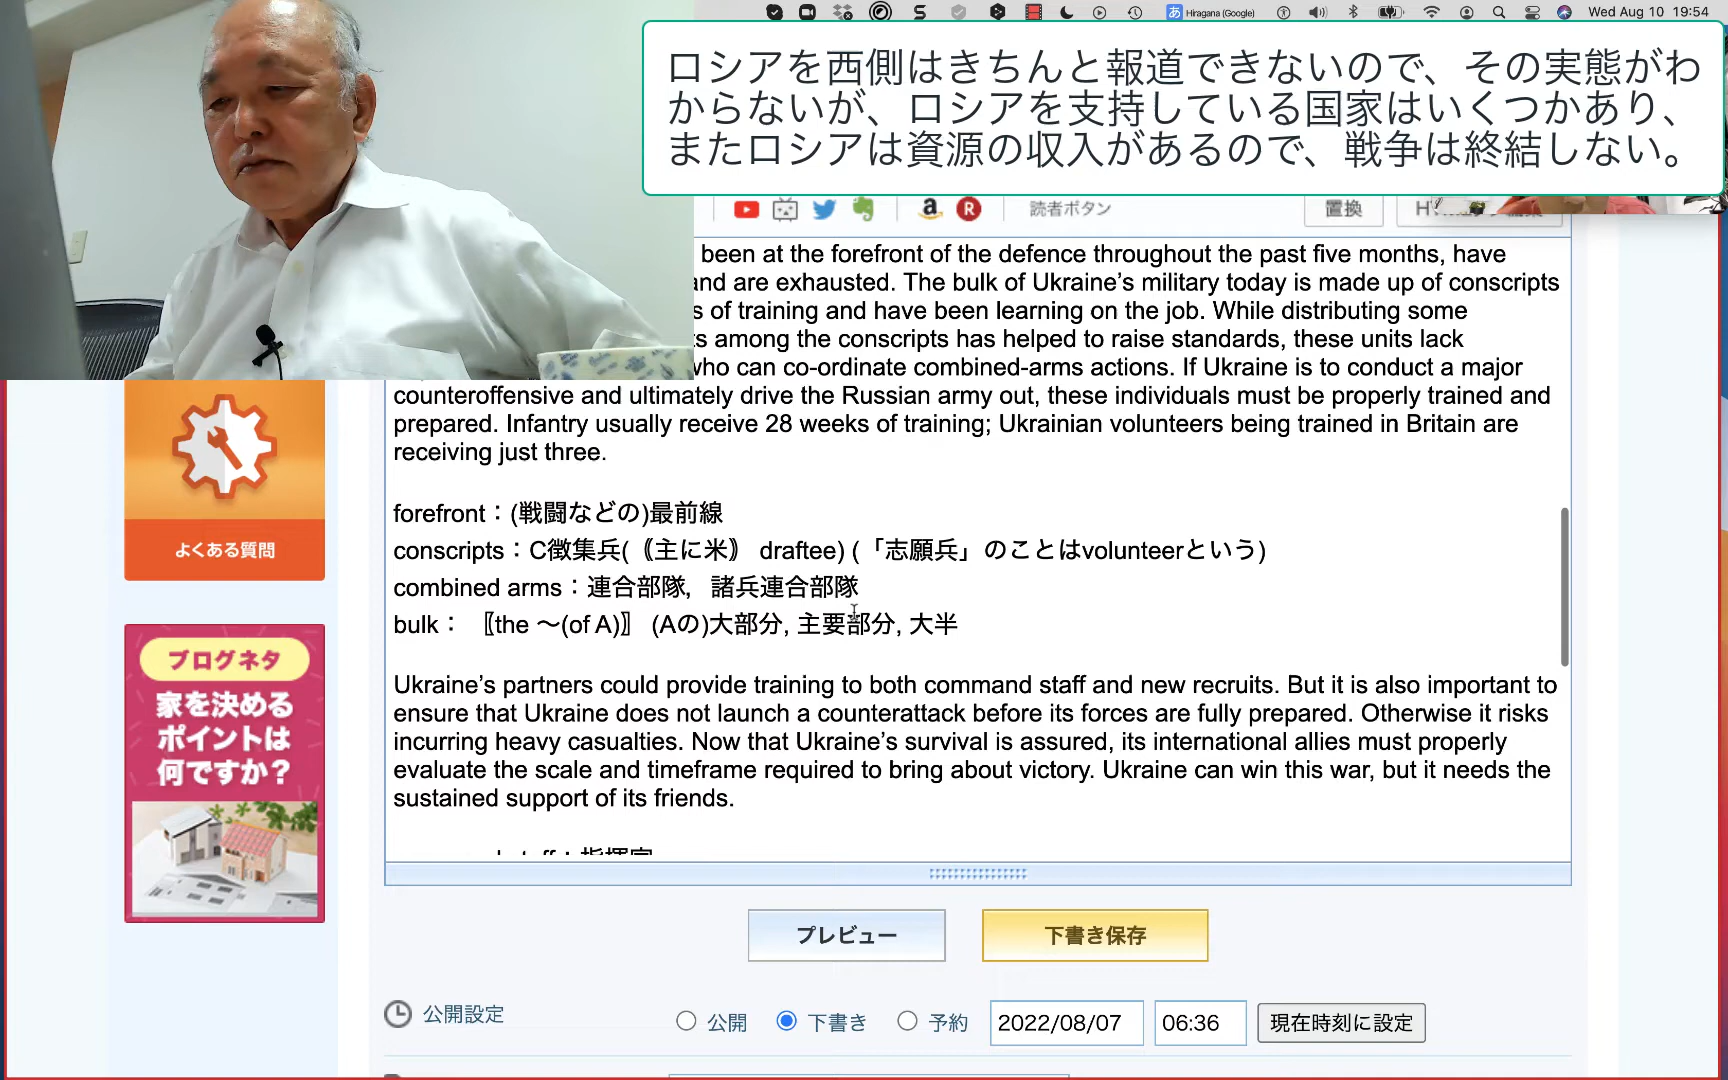 Hiragana (Google)
Wed Aug 10 19:54
ロシアを西側はきちんと報道できないので、その実態がわ
からないが、ロシアを支持している国家はいくつかあり、
またロシアは資源の収入があるので、戦争は終結しない。
読者ボタン
置換
been at the forefront of the defence throughout the past five months, have
and are exhausted. The bulk of Ukraine’s military today is made up of conscripts
s of training and have been learning on the job. While distributing some
ts among the conscripts has helped to raise standards, these units lack
who can co-ordinate combined-arms actions. If Ukraine is to conduct a major
counteroffensive and ultimately drive the Russian army out, these individuals must be properly trained and
prepared. Infantry usually receive 28 weeks of training; Ukrainian volunteers being trained in Britain are
receiving just three.
forefront：(戦闘などの)最前線
conscripts：C徴集兵(⦅主に米⦆ draftee) (「志願兵」のことはvolunteerという)
combined arms：連合部隊，諸兵連合部隊
bulk：〖the 〜(of A)〗 (Aの)大部分, 主要部分, 大半
Ukraine’s partners could provide training to both command staff and new recruits. But it is also important to
ensure that Ukraine does not launch a counterattack before its forces are fully prepared. Otherwise it risks
incurring heavy casualties. Now that Ukraine’s survival is assured, its international allies must properly
evaluate the scale and timeframe required to bring about victory. Ukraine can win this war, but it needs the
sustained support of its friends.
よくある質問
ブログネタ
家を決める
ポイントは
何ですか？
プレビュー
下書き保存
公開設定
公開
下書き
予約
2022/08/07
06:36
現在時刻に設定